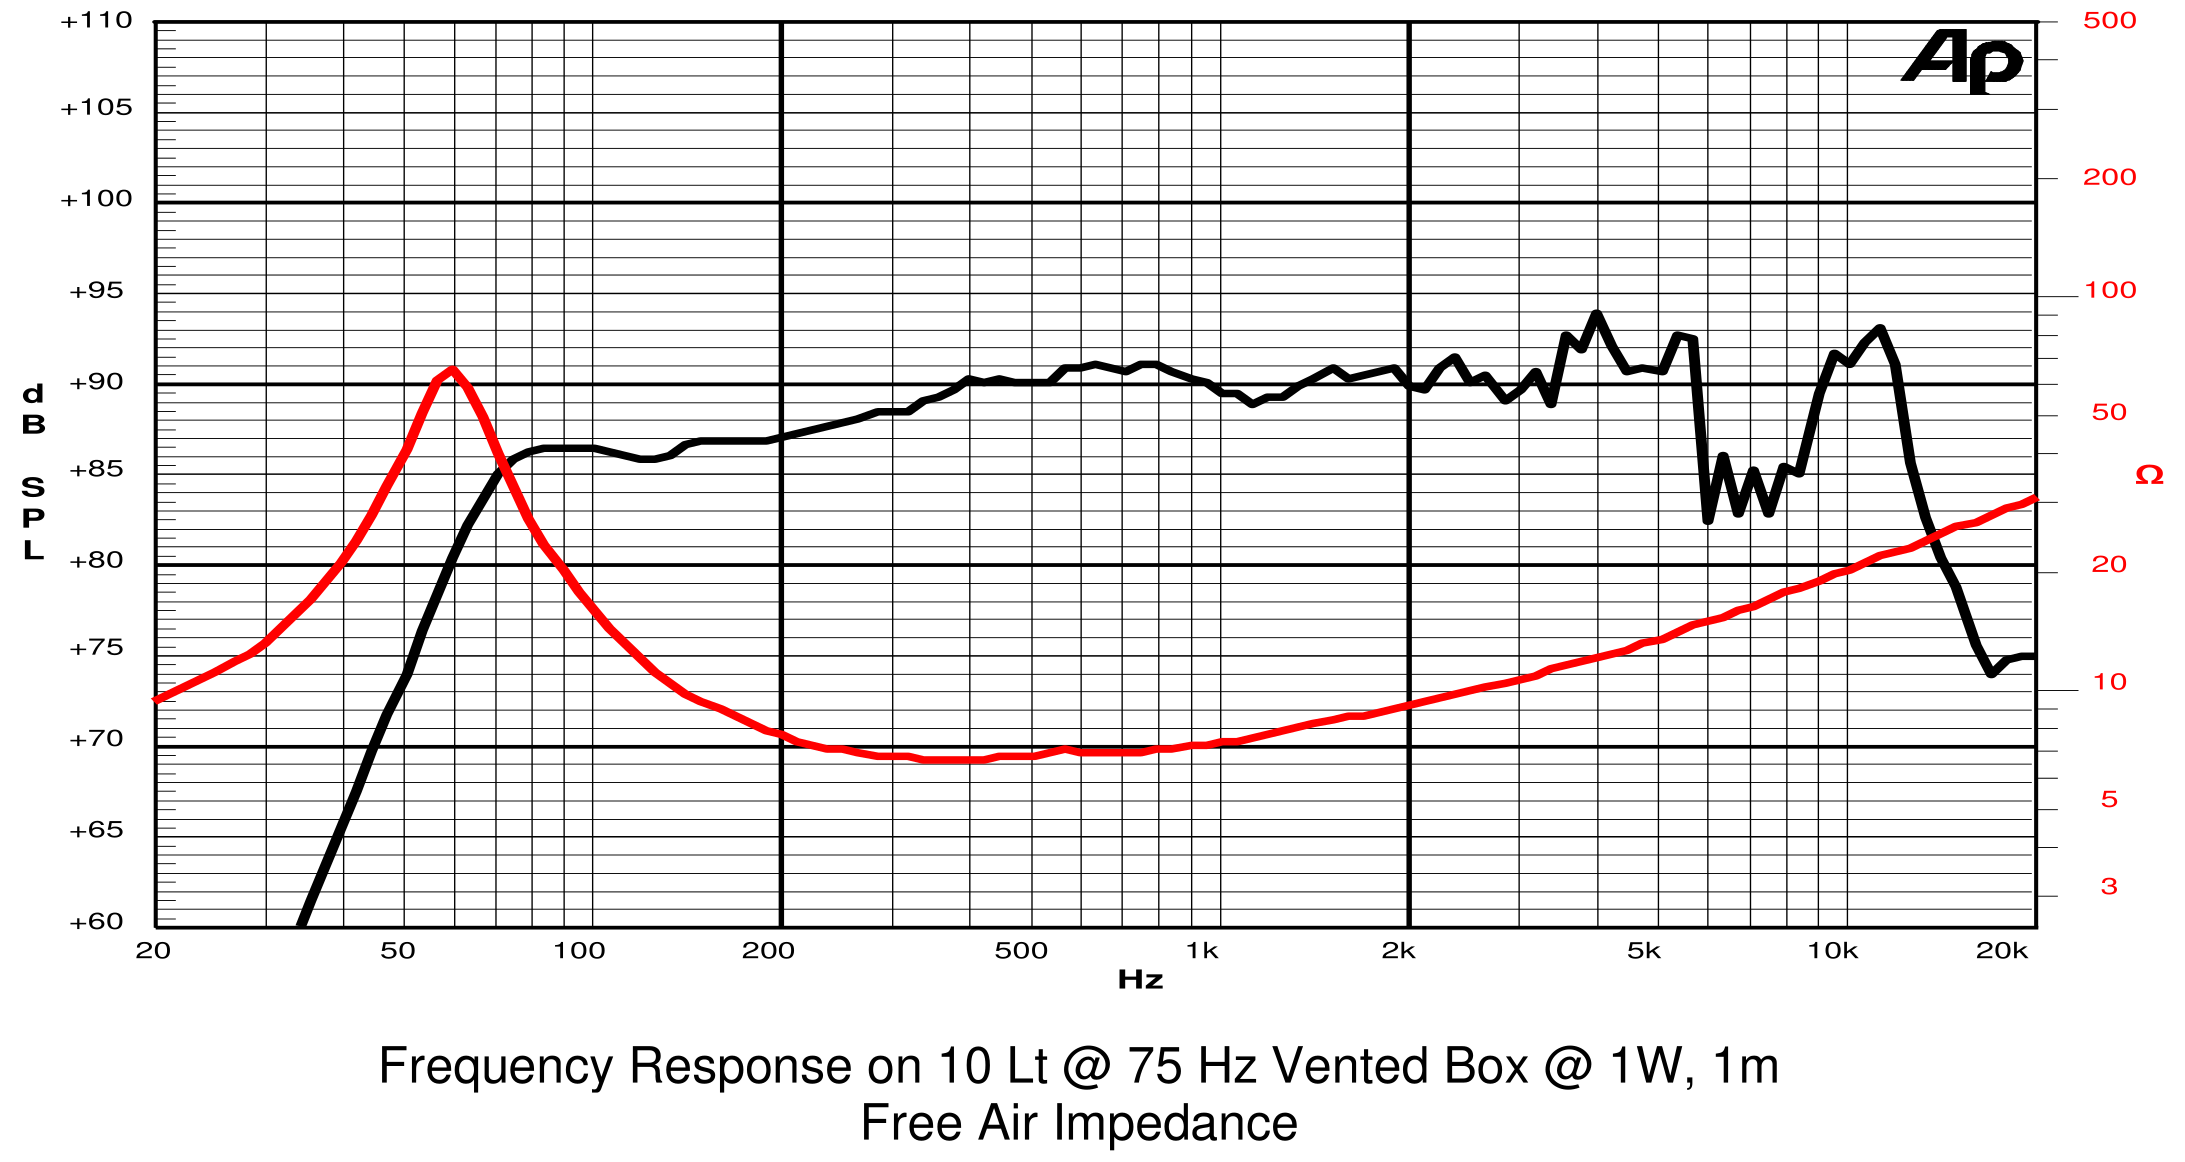 +110
+105
+100
+95
+90
+85
+80
+75
+70
+65
+60
d
B
S
P
L
Ap
500
200
100
50
Ω
20
10
5
3
20 50 100 200 500 1k 2k 5k 10k 20k
Hz
Frequency Response on 10 Lt @ 75 Hz Vented Box @ 1W, 1m
Free Air Impedance